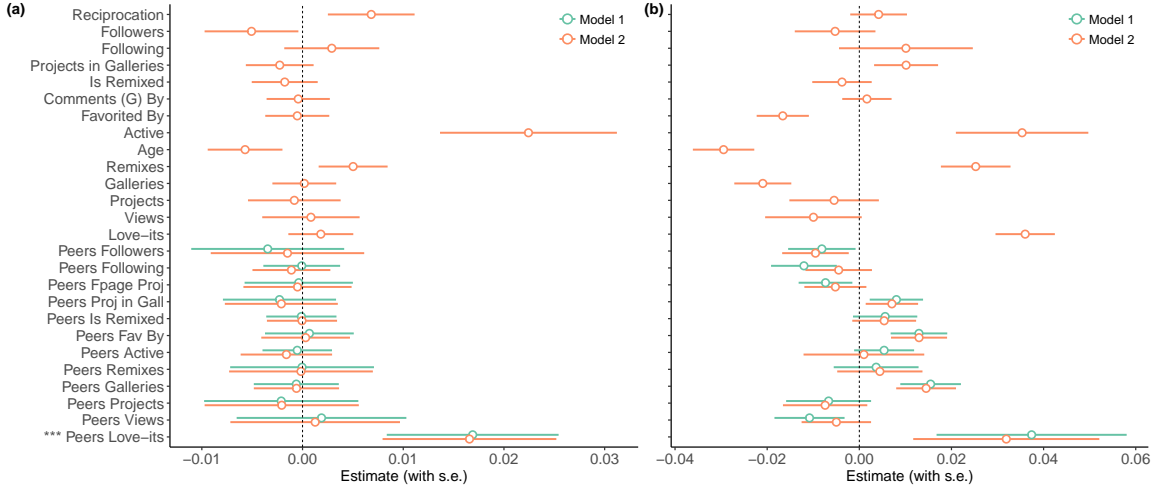 (a)
Reciprocation
Followers
Following
Projects in Galleries
Is Remixed
Comments (G) By
Favorited By
Active
Age
Remixes
Galleries
Projects
Views
Love−its
Peers Followers
Peers Following
Peers Fpage Proj
Peers Proj in Gall
Peers Is Remixed
Peers Fav By
Peers Active
Peers Remixes
Peers Galleries
Peers Projects
Peers Views
*** Peers Love−its
Model 1
Model 2
−0.01 0.00 0.01 0.02 0.03
Estimate (with s.e.)
(b)
Model 1
Model 2
−0.04 −0.02 0.00 0.02 0.04 0.06
Estimate (with s.e.)